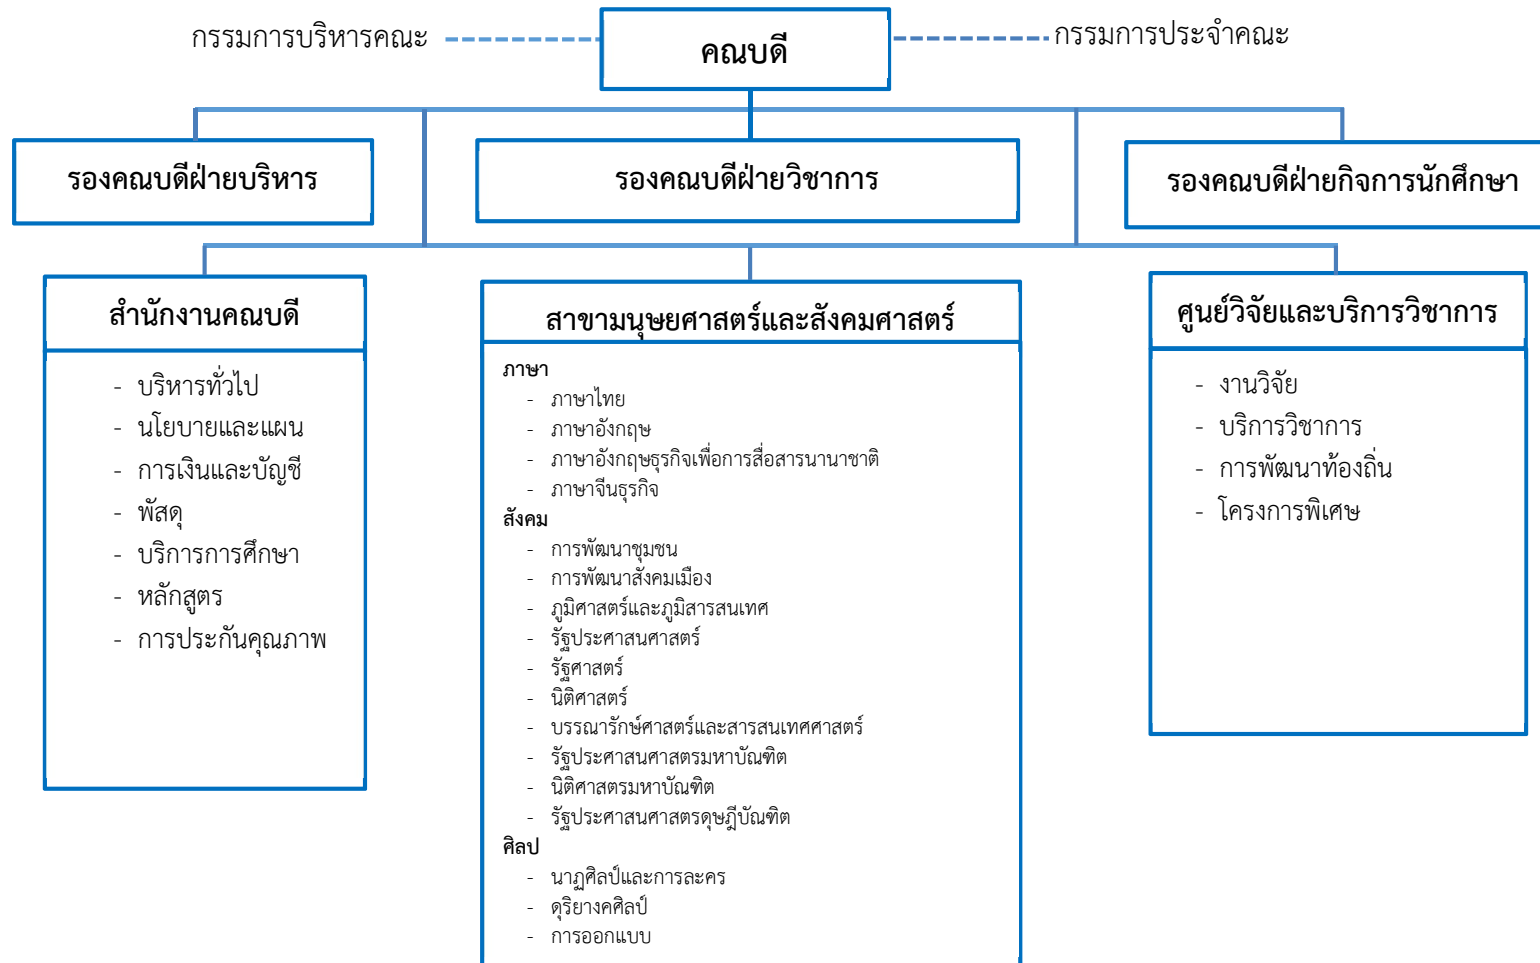 กรรมการบริหารคณะ
คณบดี
กรรมการประจำคณะ
รองคณบดีฝ่ายบริหาร
รองคณบดีฝ่ายวิชาการ
รองคณบดีฝ่ายกิจการนักศึกษา
สำนักงานคณบดี
- บริหารทั่วไป
- นโยบายและแผน
- การเงินและบัญชี
- พัสดุ
- บริการการศึกษา
- หลักสูตร
- การประกันคุณภาพ
สาขามนุษยศาสตร์และสังคมศาสตร์
ภาษา
- ภาษาไทย
- ภาษาอังกฤษ
- ภาษาอังกฤษธุรกิจเพื่อการสื่อสารนานาชาติ
- ภาษาจีนธุรกิจ
สังคม
- การพัฒนาชุมชน
- การพัฒนาสังคมเมือง
- ภูมิศาสตร์และภูมิสารสนเทศ
- รัฐประศาสนศาสตร์
- รัฐศาสตร์
- นิติศาสตร์
- บรรณารักษ์ศาสตร์และสารสนเทศศาสตร์
- รัฐประศาสนศาสตรมหาบัณฑิต
- นิติศาสตรมหาบัณฑิต
- รัฐประศาสนศาสตรดุษฎีบัณฑิต
ศิลป
- นาฏศิลป์และการละคร
- ดุริยางคศิลป์
- การออกแบบ
ศูนย์วิจัยและบริการวิชาการ
- งานวิจัย
- บริการวิชาการ
- การพัฒนาท้องถิ่น
- โครงการพิเศษ